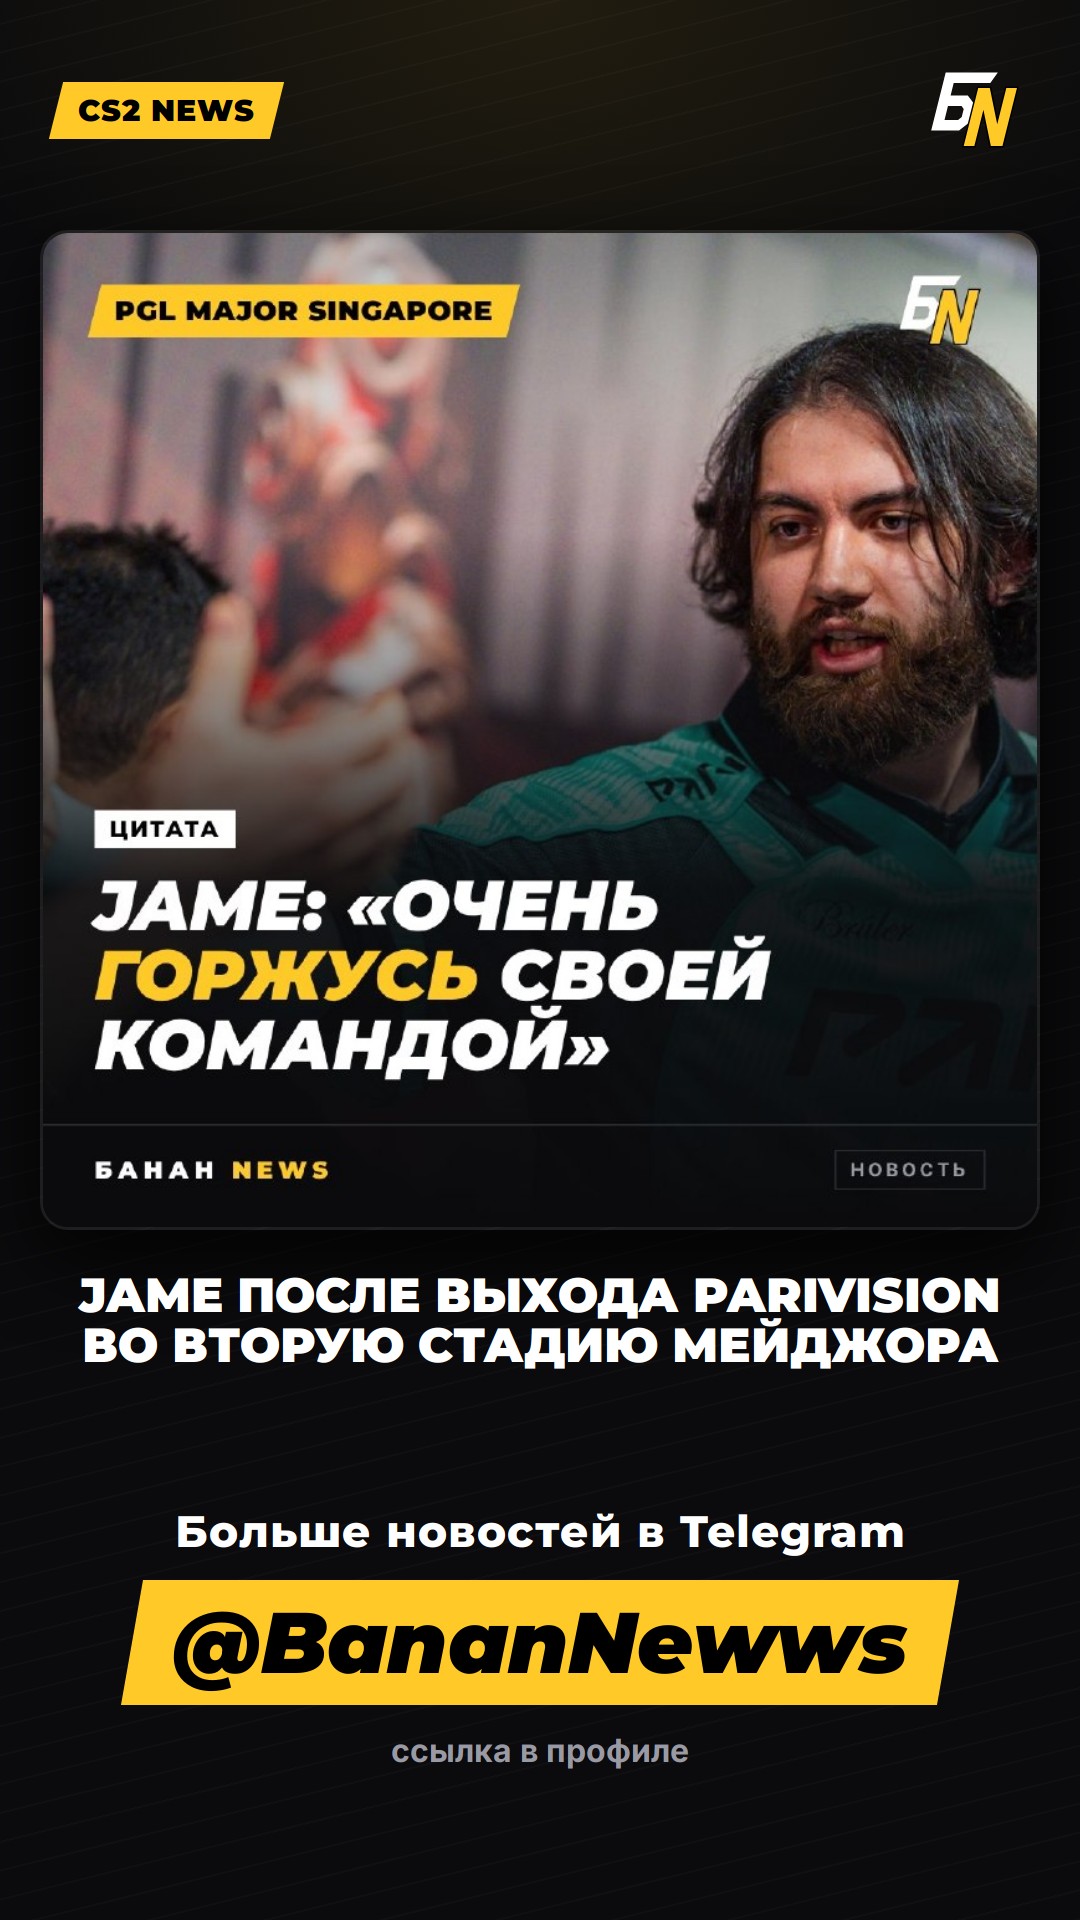 CS2 NEWS
БN
PGL MAJOR SINGAPORE
БN
ЦИТАТА
JAME: «ОЧЕНЬ
ГОРЖУСЬ СВОЕЙ
КОМАНДОЙ»
БАНАН NEWS
НОВОСТЬ
JAME ПОСЛЕ ВЫХОДА PARIVISION
ВО ВТОРУЮ СТАДИЮ МЕЙДЖОРА
Больше новостей в Telegram
@BananNewws
ссылка в профиле